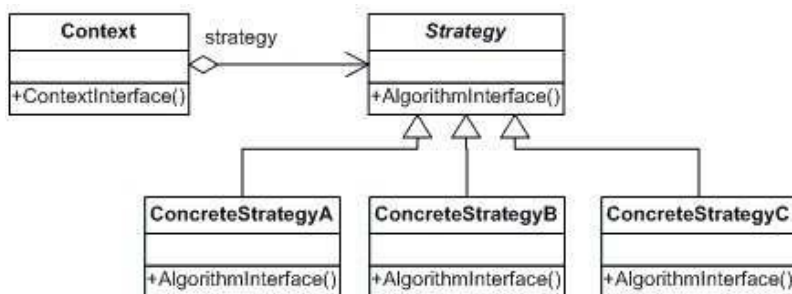 Context
strategy
Strategy
+ContextInterface()
+AlgorithmInterface()
ConcreteStrategyA
ConcreteStrategyB
ConcreteStrategyC
+AlgorithmInterface()
+AlgorithmInterface()
+AlgorithmInterface()